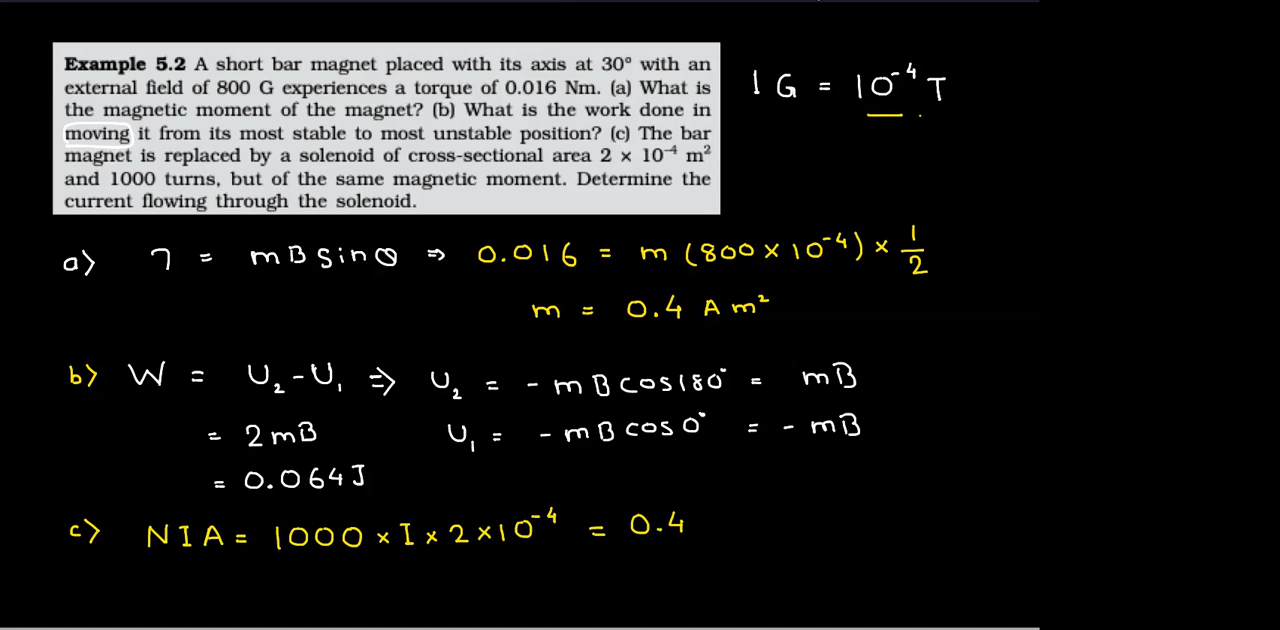 Example 5.2 A short bar magnet placed with its axis at 30° with an
external field of 800 G experiences a torque of 0.016 Nm. (a) What is
the magnetic moment of the magnet? (b) What is the work done in
moving it from its most stable to most unstable position? (c) The bar
magnet is replaced by a solenoid of cross-sectional area 2 × 10⁻⁴ m²
and 1000 turns, but of the same magnetic moment. Determine the
current flowing through the solenoid.
1 G = 10⁻⁴ T
a) τ = mB sinθ ⇒ 0.016 = m (800 × 10⁻⁴) × 1/2
m = 0.4 A m²
b) W = U₂ - U₁ ⇒ U₂ = - mB cos180° = mB
= 2mB U₁ = - mB cos0° = - mB
= 0.064J
c) NIA = 1000 × I × 2 × 10⁻⁴ = 0.4